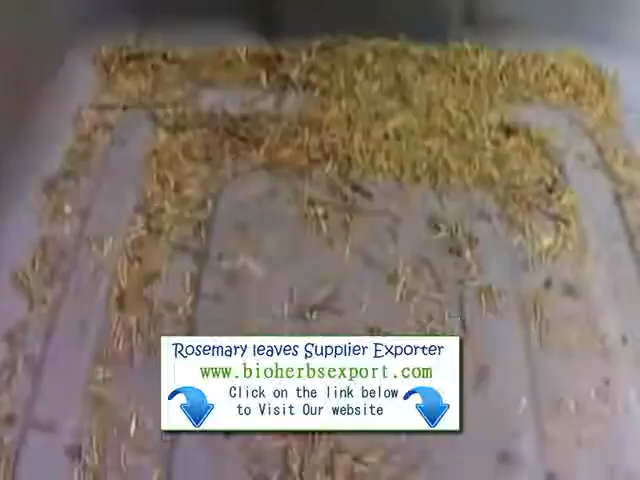 Rosemary leaves Supplier Exporter
www.bioherbsexport.com
Click on the link below
to Visit Our website